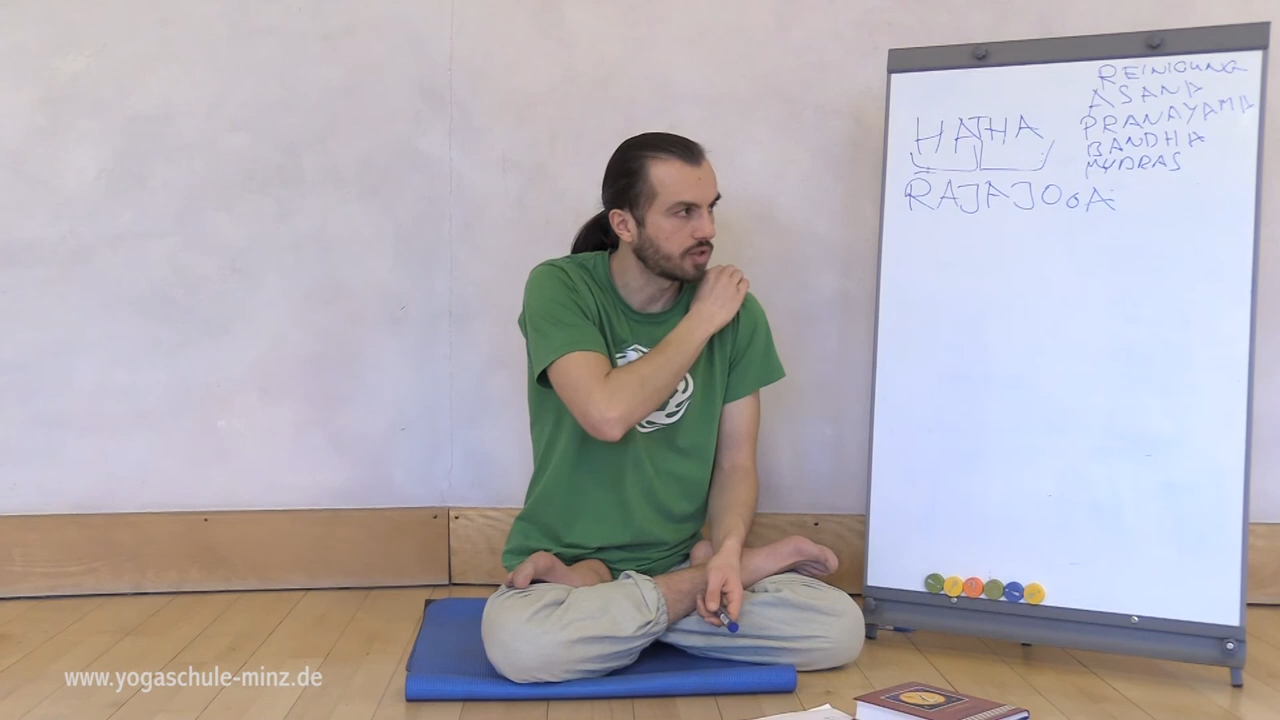 REINIGUNG
ASANA
PRANAYAMA
BANDHA
MUDRAS
HATHA
RAJAJOGA
www.yogaschule-minz.de